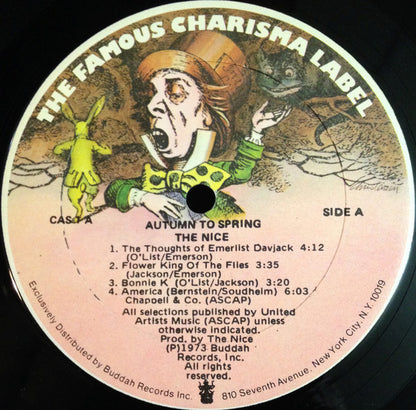 THE FAMOUS CHARISMA LABEL
CAS 1 A
AUTUMN TO SPRING
SIDE A
THE NICE
1. The Thoughts of Emerlist Davjack 4:12
(O'List/Emerson)
2. Flower King Of The Flies 3:35
(Jackson/Emerson)
3. Bonnie K (O'List/Jackson) 3:20
4. America (Bernstein/Soudheim) 6:03
Chappell & Co. (ASCAP)
All selections published by United
Artists Music (ASCAP) unless
otherwise indicated.
Prod. by The Nice
(P)1973 Buddah
Records, Inc.
All rights
reserved.
Exclusively Distributed by Buddah Records Inc. 810 Seventh Avenue, New York City, N.Y. 10019